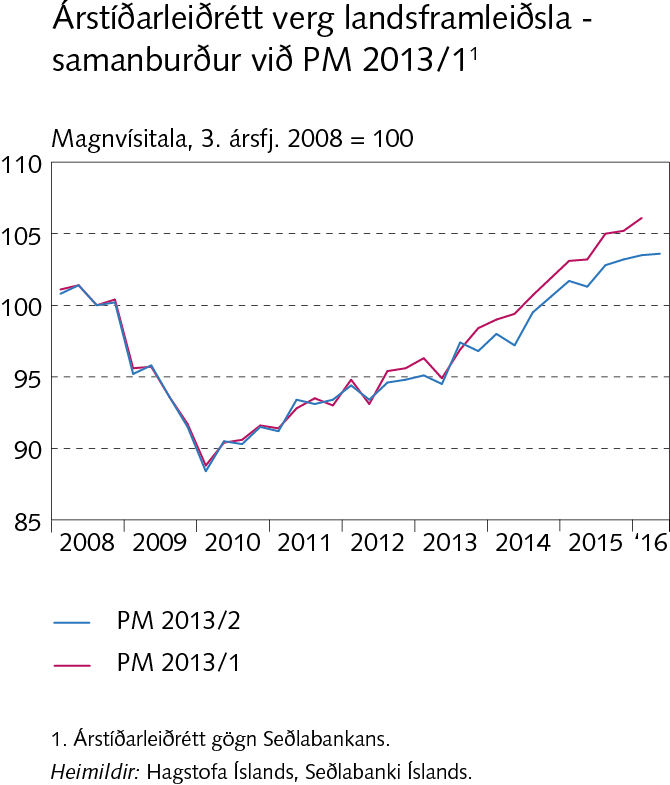 Árstíðarleiðrétt verg landsframleiðsla -
samanburður við PM 2013/1¹
Magnvísitala, 3. ársfj. 2008 = 100
110
105
100
95
90
85
2008 2009 2010 2011 2012 2013 2014 2015 ‘16
PM 2013/2
PM 2013/1
1. Árstíðarleiðrétt gögn Seðlabankans.
Heimildir: Hagstofa Íslands, Seðlabanki Íslands.